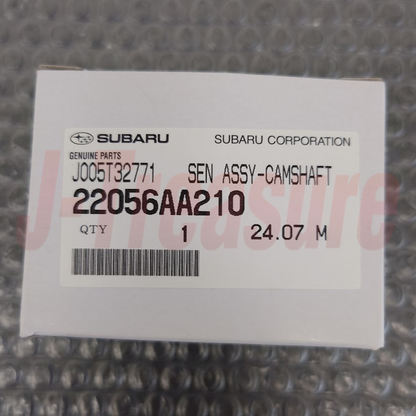 SUBARU SUBARU CORPORATION
GENUINE PARTS
J005T32771 SEN ASSY-CAMSHAFT
22056AA210
QTY 1 24.07 M
J-Treasure